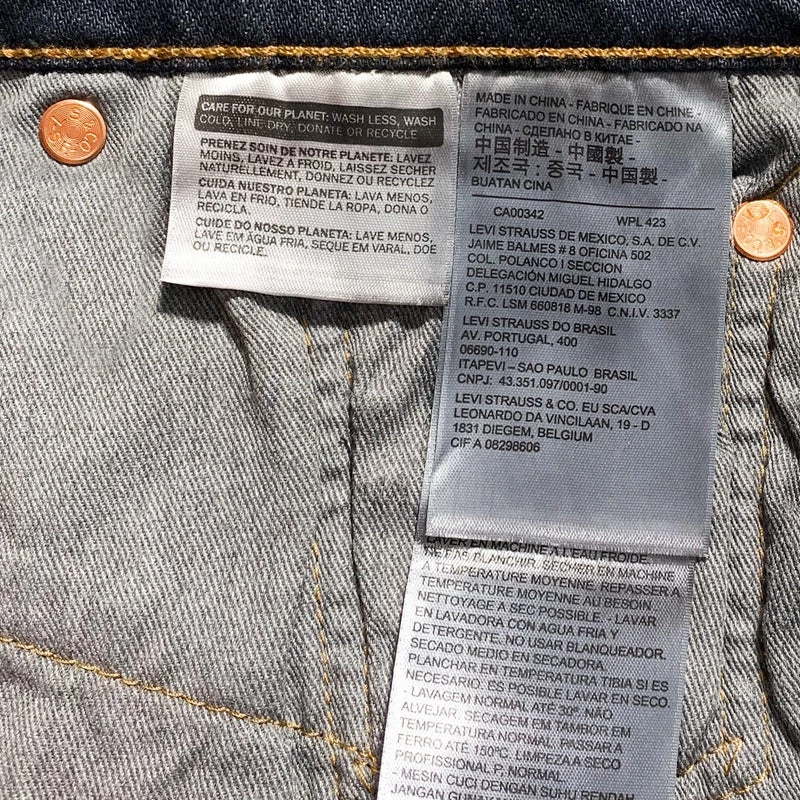 CARE FOR OUR PLANET: WASH LESS, WASH
COLD, LINE DRY, DONATE OR RECYCLE
PRENEZ SOIN DE NOTRE PLANETE: LAVEZ
MOINS, LAVEZ A FROID, LAISSEZ SECHER
NATURELLEMENT, DONNEZ OU RECYCLEZ
CUIDA NUESTRO PLANETA: LAVA MENOS,
LAVA EN FRIO, TIENDE LA ROPA, DONA O
RECICLA.
CUIDE DO NOSSO PLANETA: LAVE MENOS,
LAVE EM ÁGUA FRIA, SEQUE EM VARAL, DOE
OU RECICLE.
MADE IN CHINA - FABRIQUE EN CHINE -
FABRICADO EN CHINA - FABRICADO NA
CHINA - СДЕЛАНО В КИТАЕ -
中国制造 - 中國製 -
제조국 : 중국 - 中国製 -
BUATAN CINA
CA00342 WPL 423
LEVI STRAUSS DE MEXICO, S.A. DE C.V.
JAIME BALMES # 8 OFICINA 502
COL. POLANCO I SECCION
DELEGACIÓN MIGUEL HIDALGO
C.P. 11510 CIUDAD DE MEXICO
R.F.C. LSM 660818 M-98 C.N.I.V. 3337
LEVI STRAUSS DO BRASIL
AV. PORTUGAL, 400
06690-110
ITAPEVI – SAO PAULO BRASIL
CNPJ: 43.351.097/0001-90
LEVI STRAUSS & CO. EU SCA/CVA
LEONARDO DA VINCILAAN, 19 - D
1831 DIEGEM, BELGIUM
CIF A 08298606
LAVER EN MACHINE A L'EAU FROIDE.
NE PAS BLANCHIR. SECHER EN MACHINE
A TEMPERATURE MOYENNE. REPASSER A
TEMPERATURE MOYENNE AU BESOIN.
NETTOYAGE A SEC POSSIBLE. - LAVAR
EN LAVADORA CON AGUA FRIA Y
DETERGENTE. NO USAR BLANQUEADOR.
SECADO MEDIO EN SECADORA.
PLANCHAR EN TEMPERATURA TIBIA SI ES
NECESARIO. ES POSIBLE LAVAR EN SECO.
- LAVAGEM NORMAL ATÉ 30º. NÃO
ALVEJAR. SECAGEM EM TAMBOR EM
TEMPERATURA NORMAL. PASSAR A
FERRO ATÉ 150ºC. LIMPEZA A SECO
PROFISSIONAL P. NORMAL.
- MESIN CUCI DENGAN SUHU RENDAH